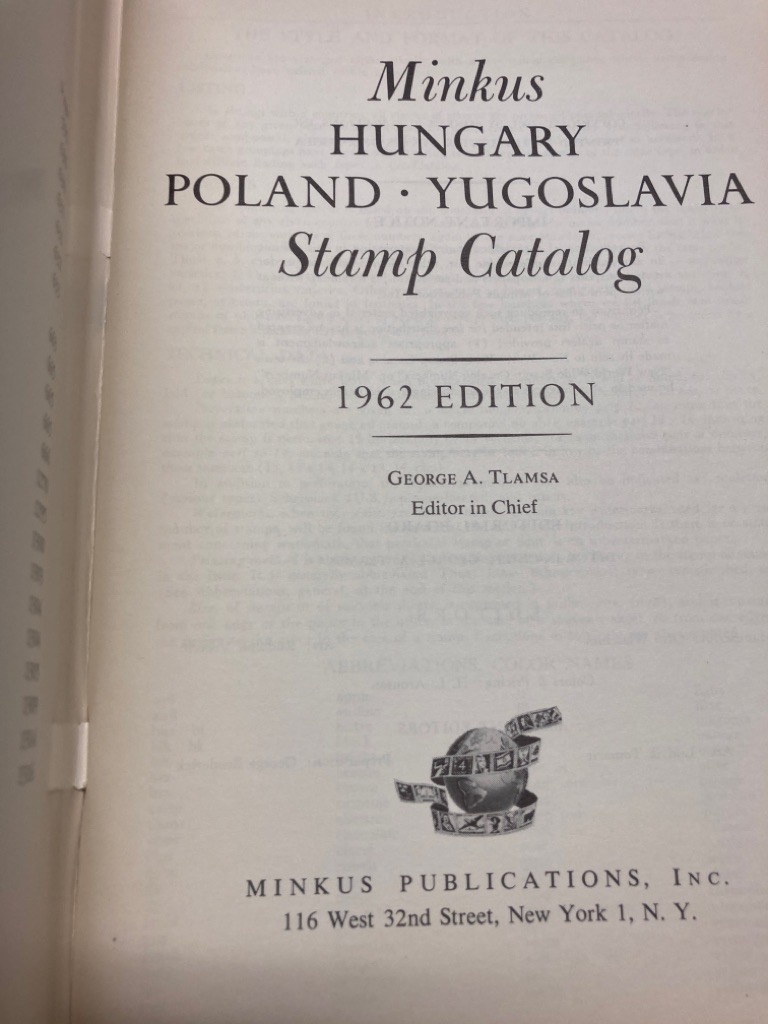 Minkus
HUNGARY
POLAND · YUGOSLAVIA
Stamp Catalog
1962 EDITION
GEORGE A. TLAMSA
Editor in Chief
MINKUS PUBLICATIONS, INC.
116 West 32nd Street, New York 1, N. Y.